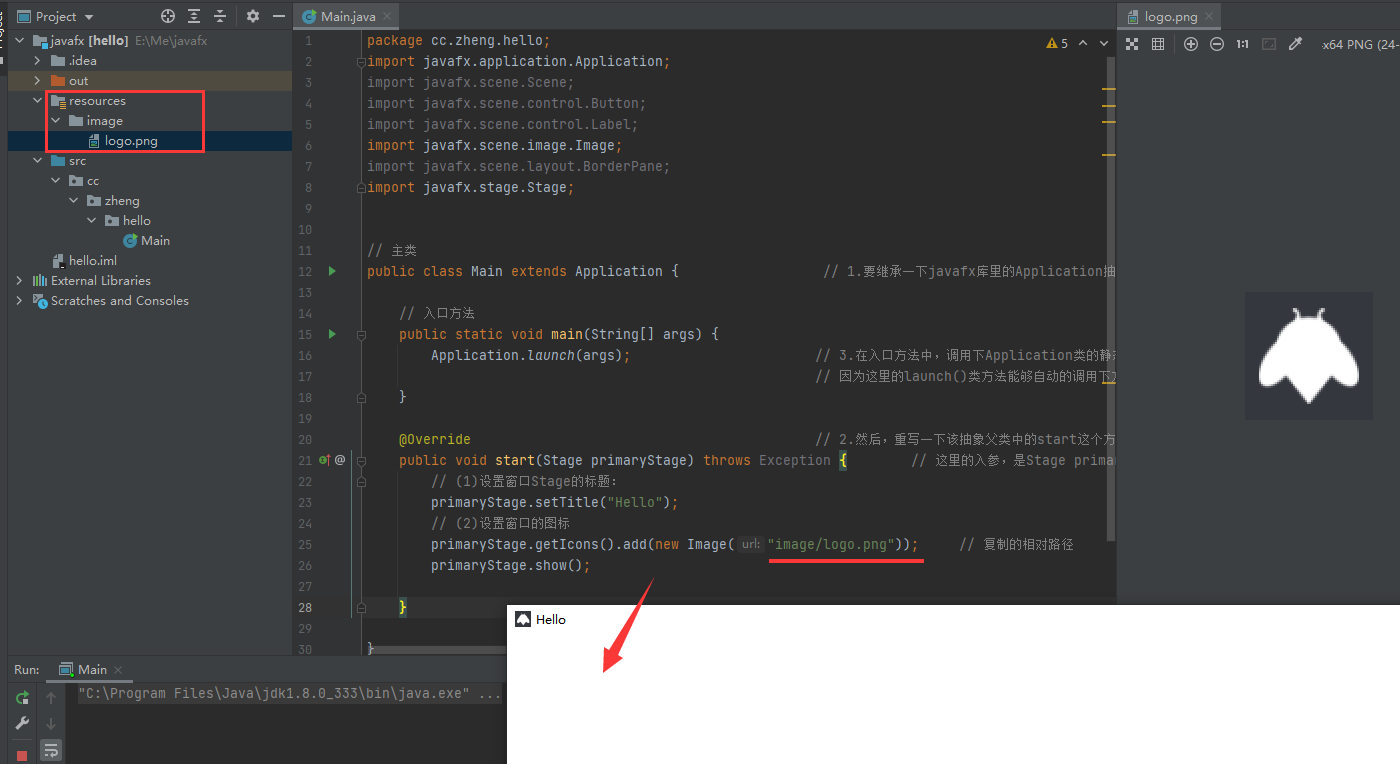 Project
javafx [hello] E:\Me\javafx
.idea
out
resources
image
logo.png
src
cc
zheng
hello
Main
hello.iml
External Libraries
Scratches and Consoles
Main.java
5
1 package cc.zheng.hello;
2 import javafx.application.Application;
3 import javafx.scene.Scene;
4 import javafx.scene.control.Button;
5 import javafx.scene.control.Label;
6 import javafx.scene.image.Image;
7 import javafx.scene.layout.BorderPane;
8 import javafx.stage.Stage;
9
10
11 // 主类
12 public class Main extends Application { // 1.要继承一下javafx库里的Application抽
13
14 // 入口方法
15 public static void main(String[] args) {
16 Application.launch(args); // 3.在入口方法中，调用下Application类的静
17 // 因为这里的launch()类方法能够自动的调用下
18 }
19
20 @Override // 2.然后，重写一下该抽象父类中的start这个方
21 @ public void start(Stage primaryStage) throws Exception { // 这里的入参，是Stage prima
22 // (1)设置窗口Stage的标题：
23 primaryStage.setTitle("Hello");
24 // (2)设置窗口的图标
25 primaryStage.getIcons().add(new Image( url: "image/logo.png")); // 复制的相对路径
26 primaryStage.show();
27
28 }
29
30 }
logo.png
1:1
x64 PNG (24-
Hello
Run: Main
"C:\Program Files\Java\jdk1.8.0_333\bin\java.exe" ...